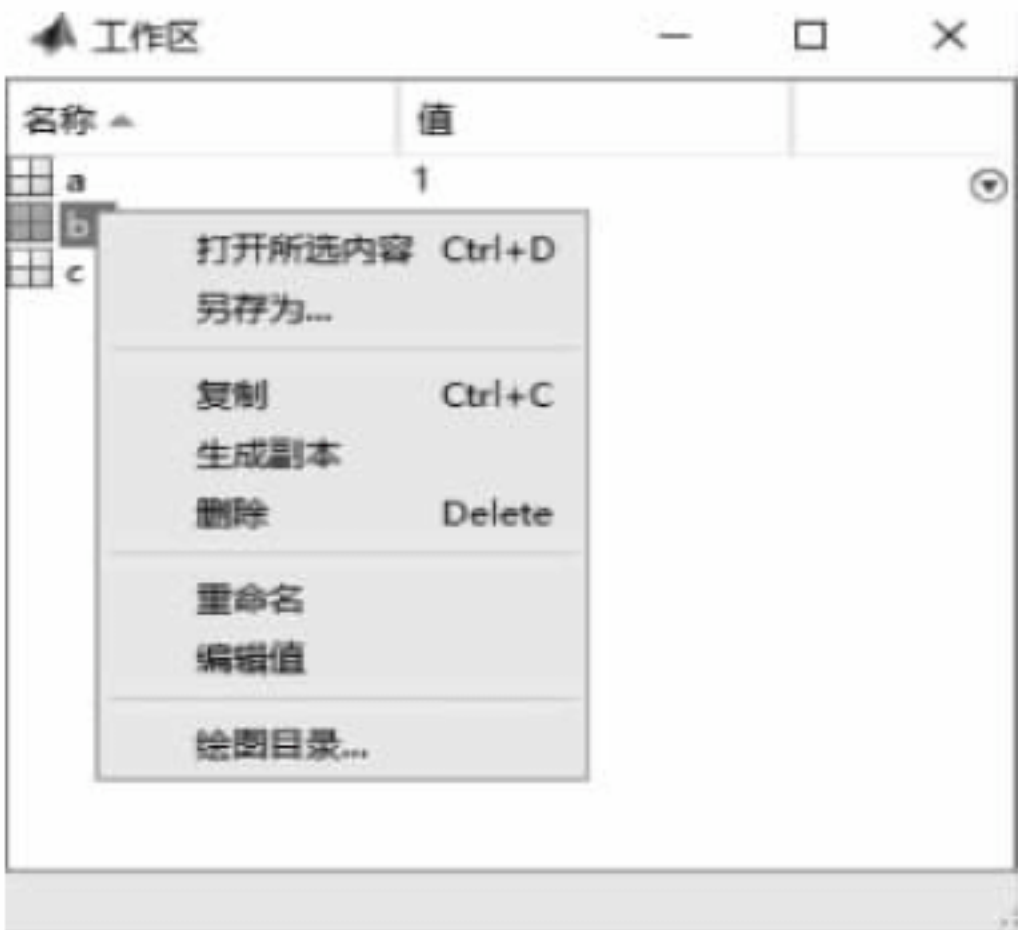 工作区
名称 值
a 1
b
c
打开所选内容 Ctrl+D
另存为...
复制 Ctrl+C
生成副本
删除 Delete
重命名
编辑值
绘图目录...